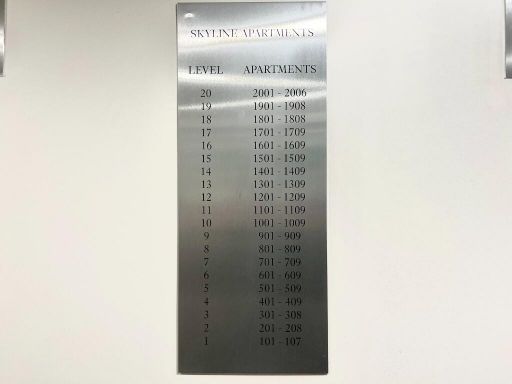 SKYLINE APARTMENTS
LEVEL APARTMENTS
20 2001 - 2006
19 1901 - 1908
18 1801 - 1808
17 1701 - 1709
16 1601 - 1609
15 1501 - 1509
14 1401 - 1409
13 1301 - 1309
12 1201 - 1209
11 1101 - 1109
10 1001 - 1009
9 901 - 909
8 801 - 809
7 701 - 709
6 601 - 609
5 501 - 509
4 401 - 409
3 301 - 308
2 201 - 208
1 101 - 107